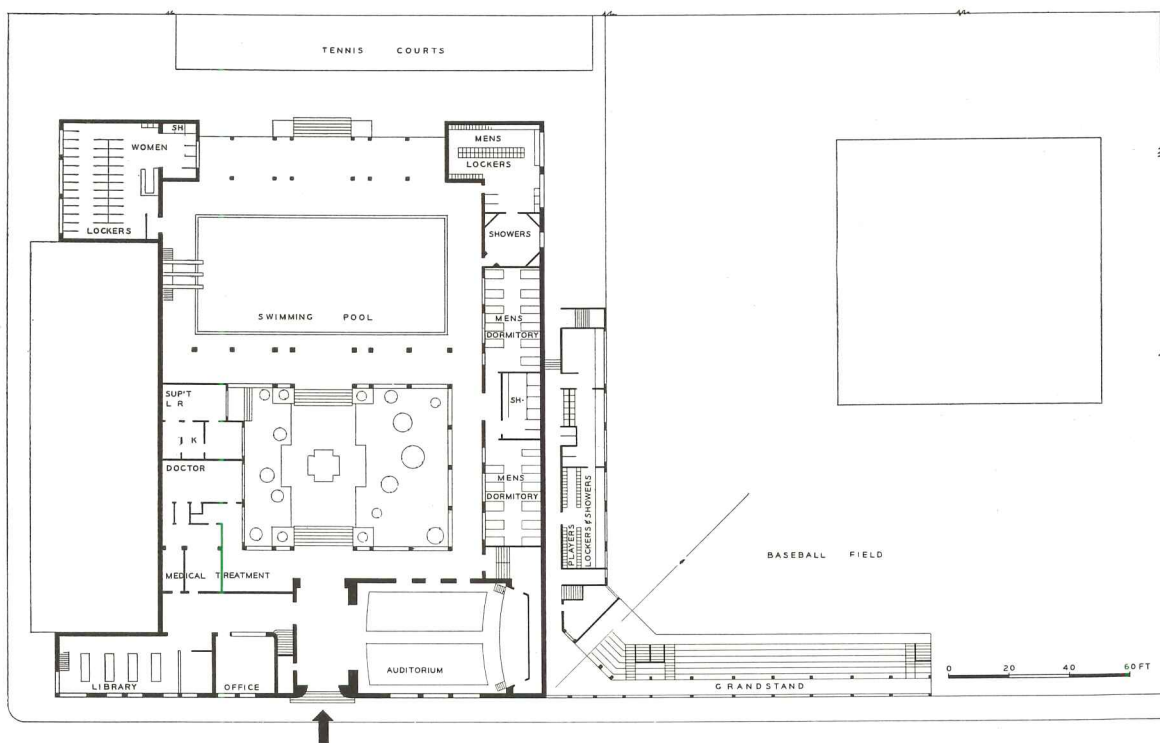 TENNIS COURTS
SH
WOMEN
LOCKERS
MENS
LOCKERS
SHOWERS
MENS
DORMITORY
SWIMMING POOL
SUP'T
L R
K
SH-
DOCTOR
MENS
DORMITORY
PLAYERS
LOCKERS & SHOWERS
MEDICAL TREATMENT
BASEBALL FIELD
AUDITORIUM
LIBRARY
OFFICE
GRANDSTAND
0 20 40 60 FT